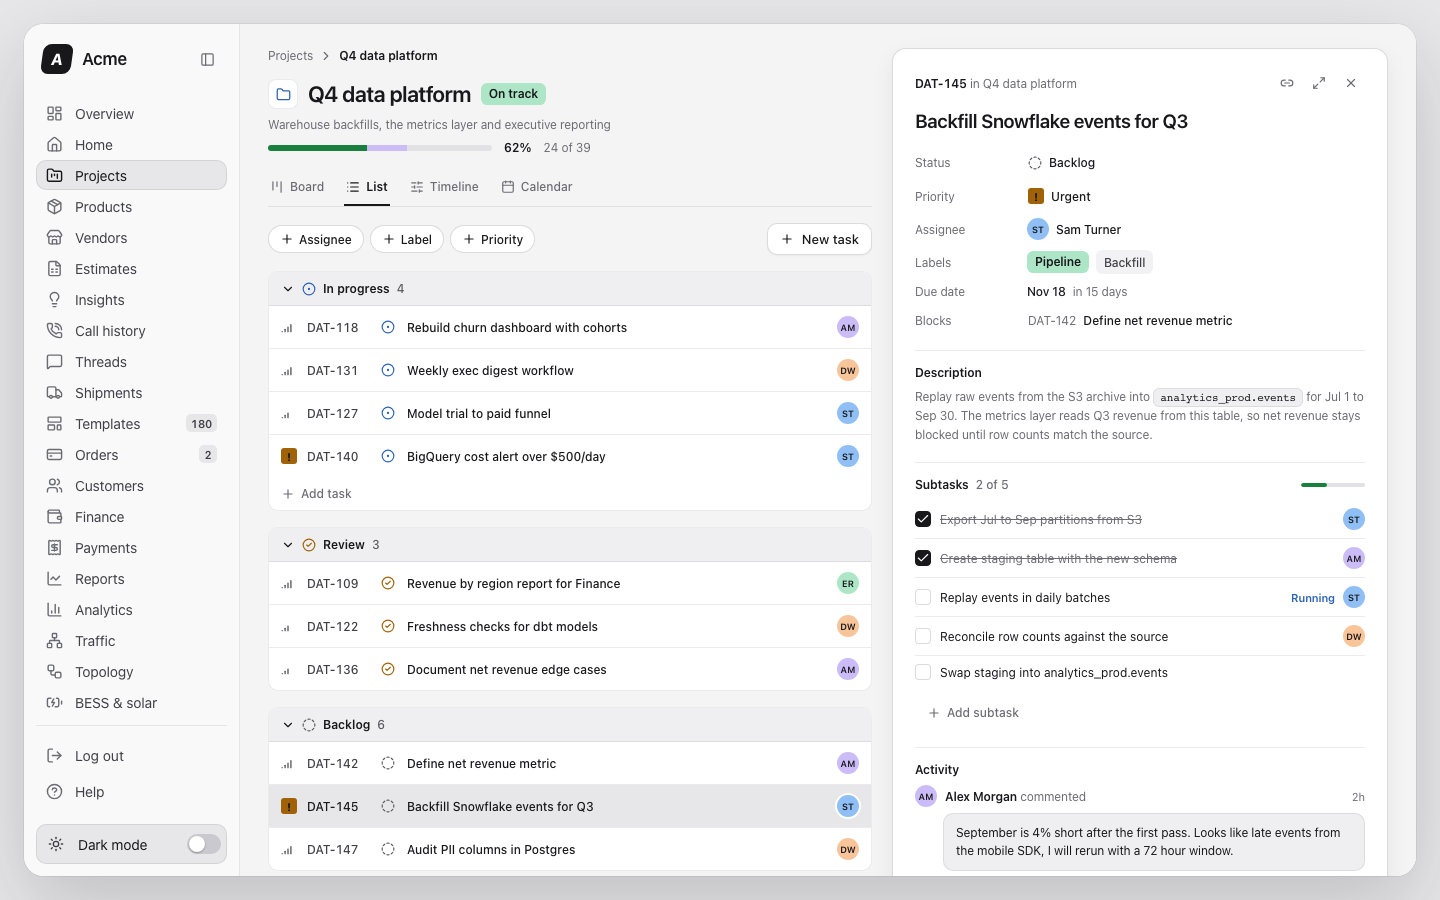 A Acme
Overview
Home
Projects
Products
Vendors
Estimates
Insights
Call history
Threads
Shipments
Templates 180
Orders 2
Customers
Finance
Payments
Reports
Analytics
Traffic
Topology
BESS & solar
Log out
Help
Dark mode
Projects > Q4 data platform
Q4 data platform On track
Warehouse backfills, the metrics layer and executive reporting
62% 24 of 39
Board List Timeline Calendar
+ Assignee + Label + Priority + New task
In progress 4
DAT-118 Rebuild churn dashboard with cohorts AM
DAT-131 Weekly exec digest workflow DW
DAT-127 Model trial to paid funnel ST
! DAT-140 BigQuery cost alert over $500/day ST
+ Add task
Review 3
DAT-109 Revenue by region report for Finance ER
DAT-122 Freshness checks for dbt models DW
DAT-136 Document net revenue edge cases AM
Backlog 6
DAT-142 Define net revenue metric AM
! DAT-145 Backfill Snowflake events for Q3 ST
DAT-147 Audit PII columns in Postgres DW
DAT-145 in Q4 data platform
Backfill Snowflake events for Q3
Status Backlog
Priority ! Urgent
Assignee ST Sam Turner
Labels Pipeline Backfill
Due date Nov 18 in 15 days
Blocks DAT-142 Define net revenue metric
Description
Replay raw events from the S3 archive into analytics_prod.events for Jul 1 to
Sep 30. The metrics layer reads Q3 revenue from this table, so net revenue stays
blocked until row counts match the source.
Subtasks 2 of 5
Export Jul to Sep partitions from S3 ST
Create staging table with the new schema AM
Replay events in daily batches Running ST
Reconcile row counts against the source DW
Swap staging into analytics_prod.events
+ Add subtask
Activity
AM Alex Morgan commented 2h
September is 4% short after the first pass. Looks like late events from
the mobile SDK, I will rerun with a 72 hour window.